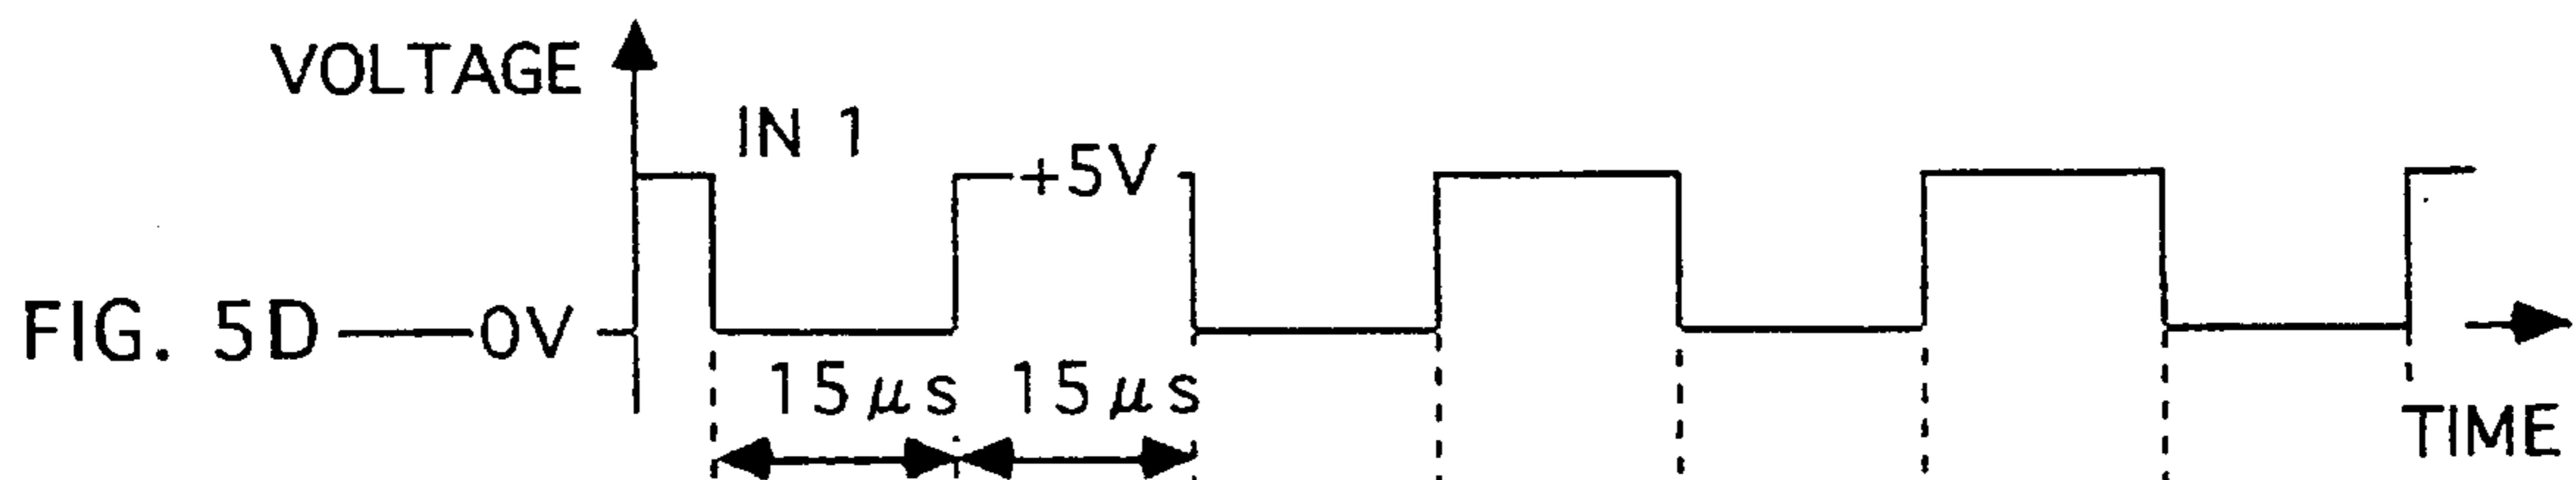 VOLTAGE
IN 1
+5V
FIG. 5D 0V
15μs 15μs
TIME